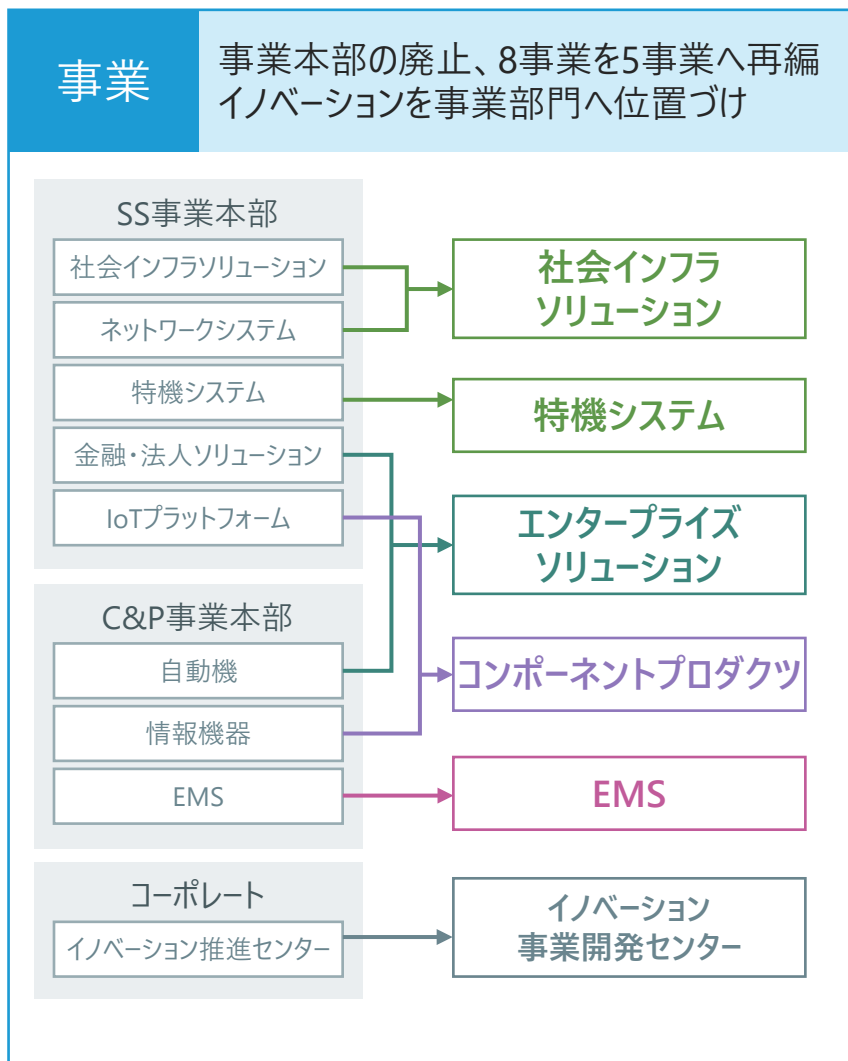 事業
事業本部の廃止、8事業を5事業へ再編
イノベーションを事業部門へ位置づけ
SS事業本部
社会インフラソリューション
ネットワークシステム
特機システム
金融・法人ソリューション
IoTプラットフォーム
C&P事業本部
自動機
情報機器
EMS
コーポレート
イノベーション推進センター
社会インフラ
ソリューション
特機システム
エンタープライズ
ソリューション
コンポーネントプロダクツ
EMS
イノベーション
事業開発センター